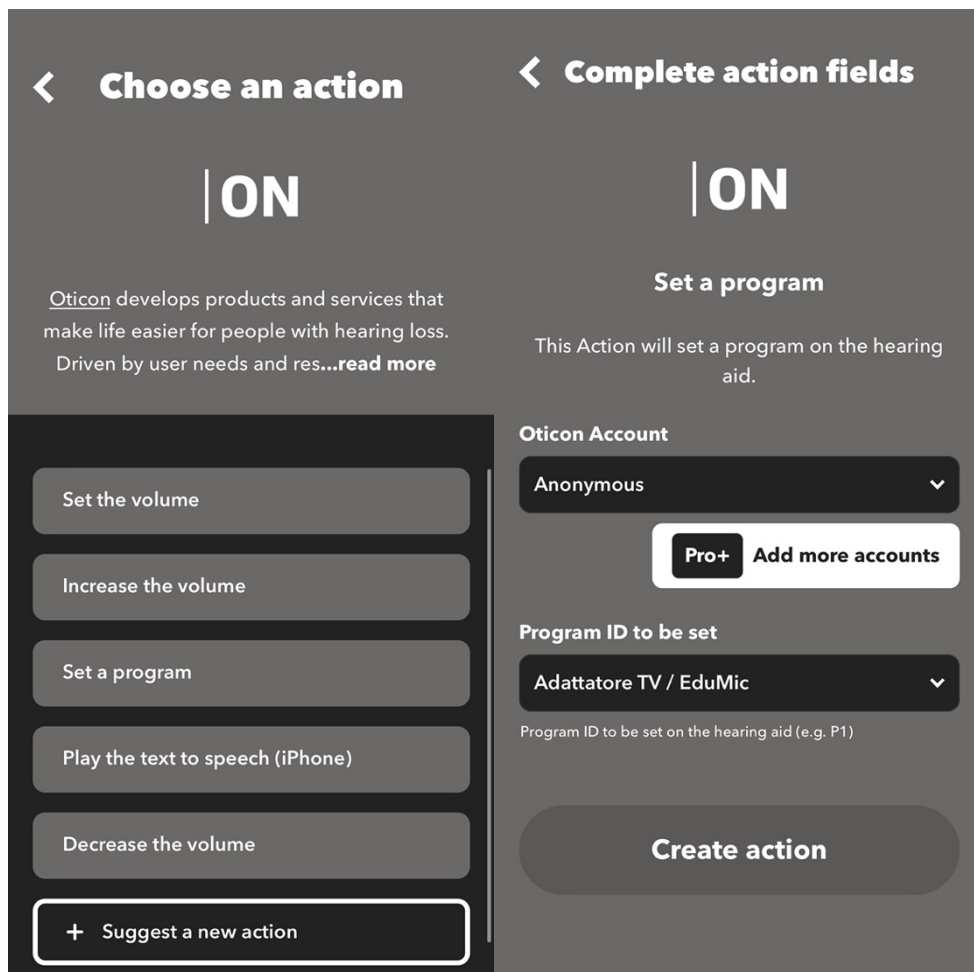 Choose an action
ON
Oticon develops products and services that
make life easier for people with hearing loss.
Driven by user needs and res...read more
Set the volume
Increase the volume
Set a program
Play the text to speech (iPhone)
Decrease the volume
+ Suggest a new action
Complete action fields
ON
Set a program
This Action will set a program on the hearing
aid.
Oticon Account
Anonymous
Pro+ Add more accounts
Program ID to be set
Adattatore TV / EduMic
Program ID to be set on the hearing aid (e.g. P1)
Create action